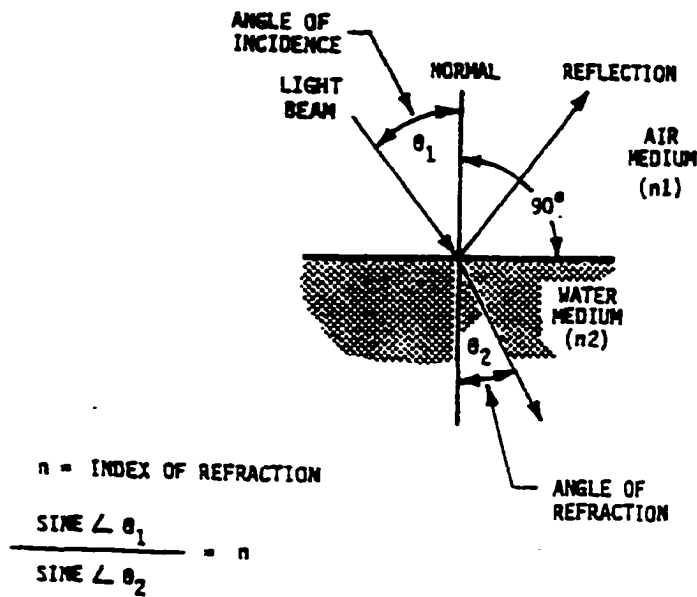 ANGLE OF
INCIDENCE
NORMAL
REFLECTION
LIGHT
BEAM
θ1
AIR
MEDIUM
(n1)
90°
WATER
MEDIUM
(n2)
θ2
n = INDEX OF REFRACTION
ANGLE OF
REFRACTION
SINE ∠ θ1
SINE ∠ θ2
= n